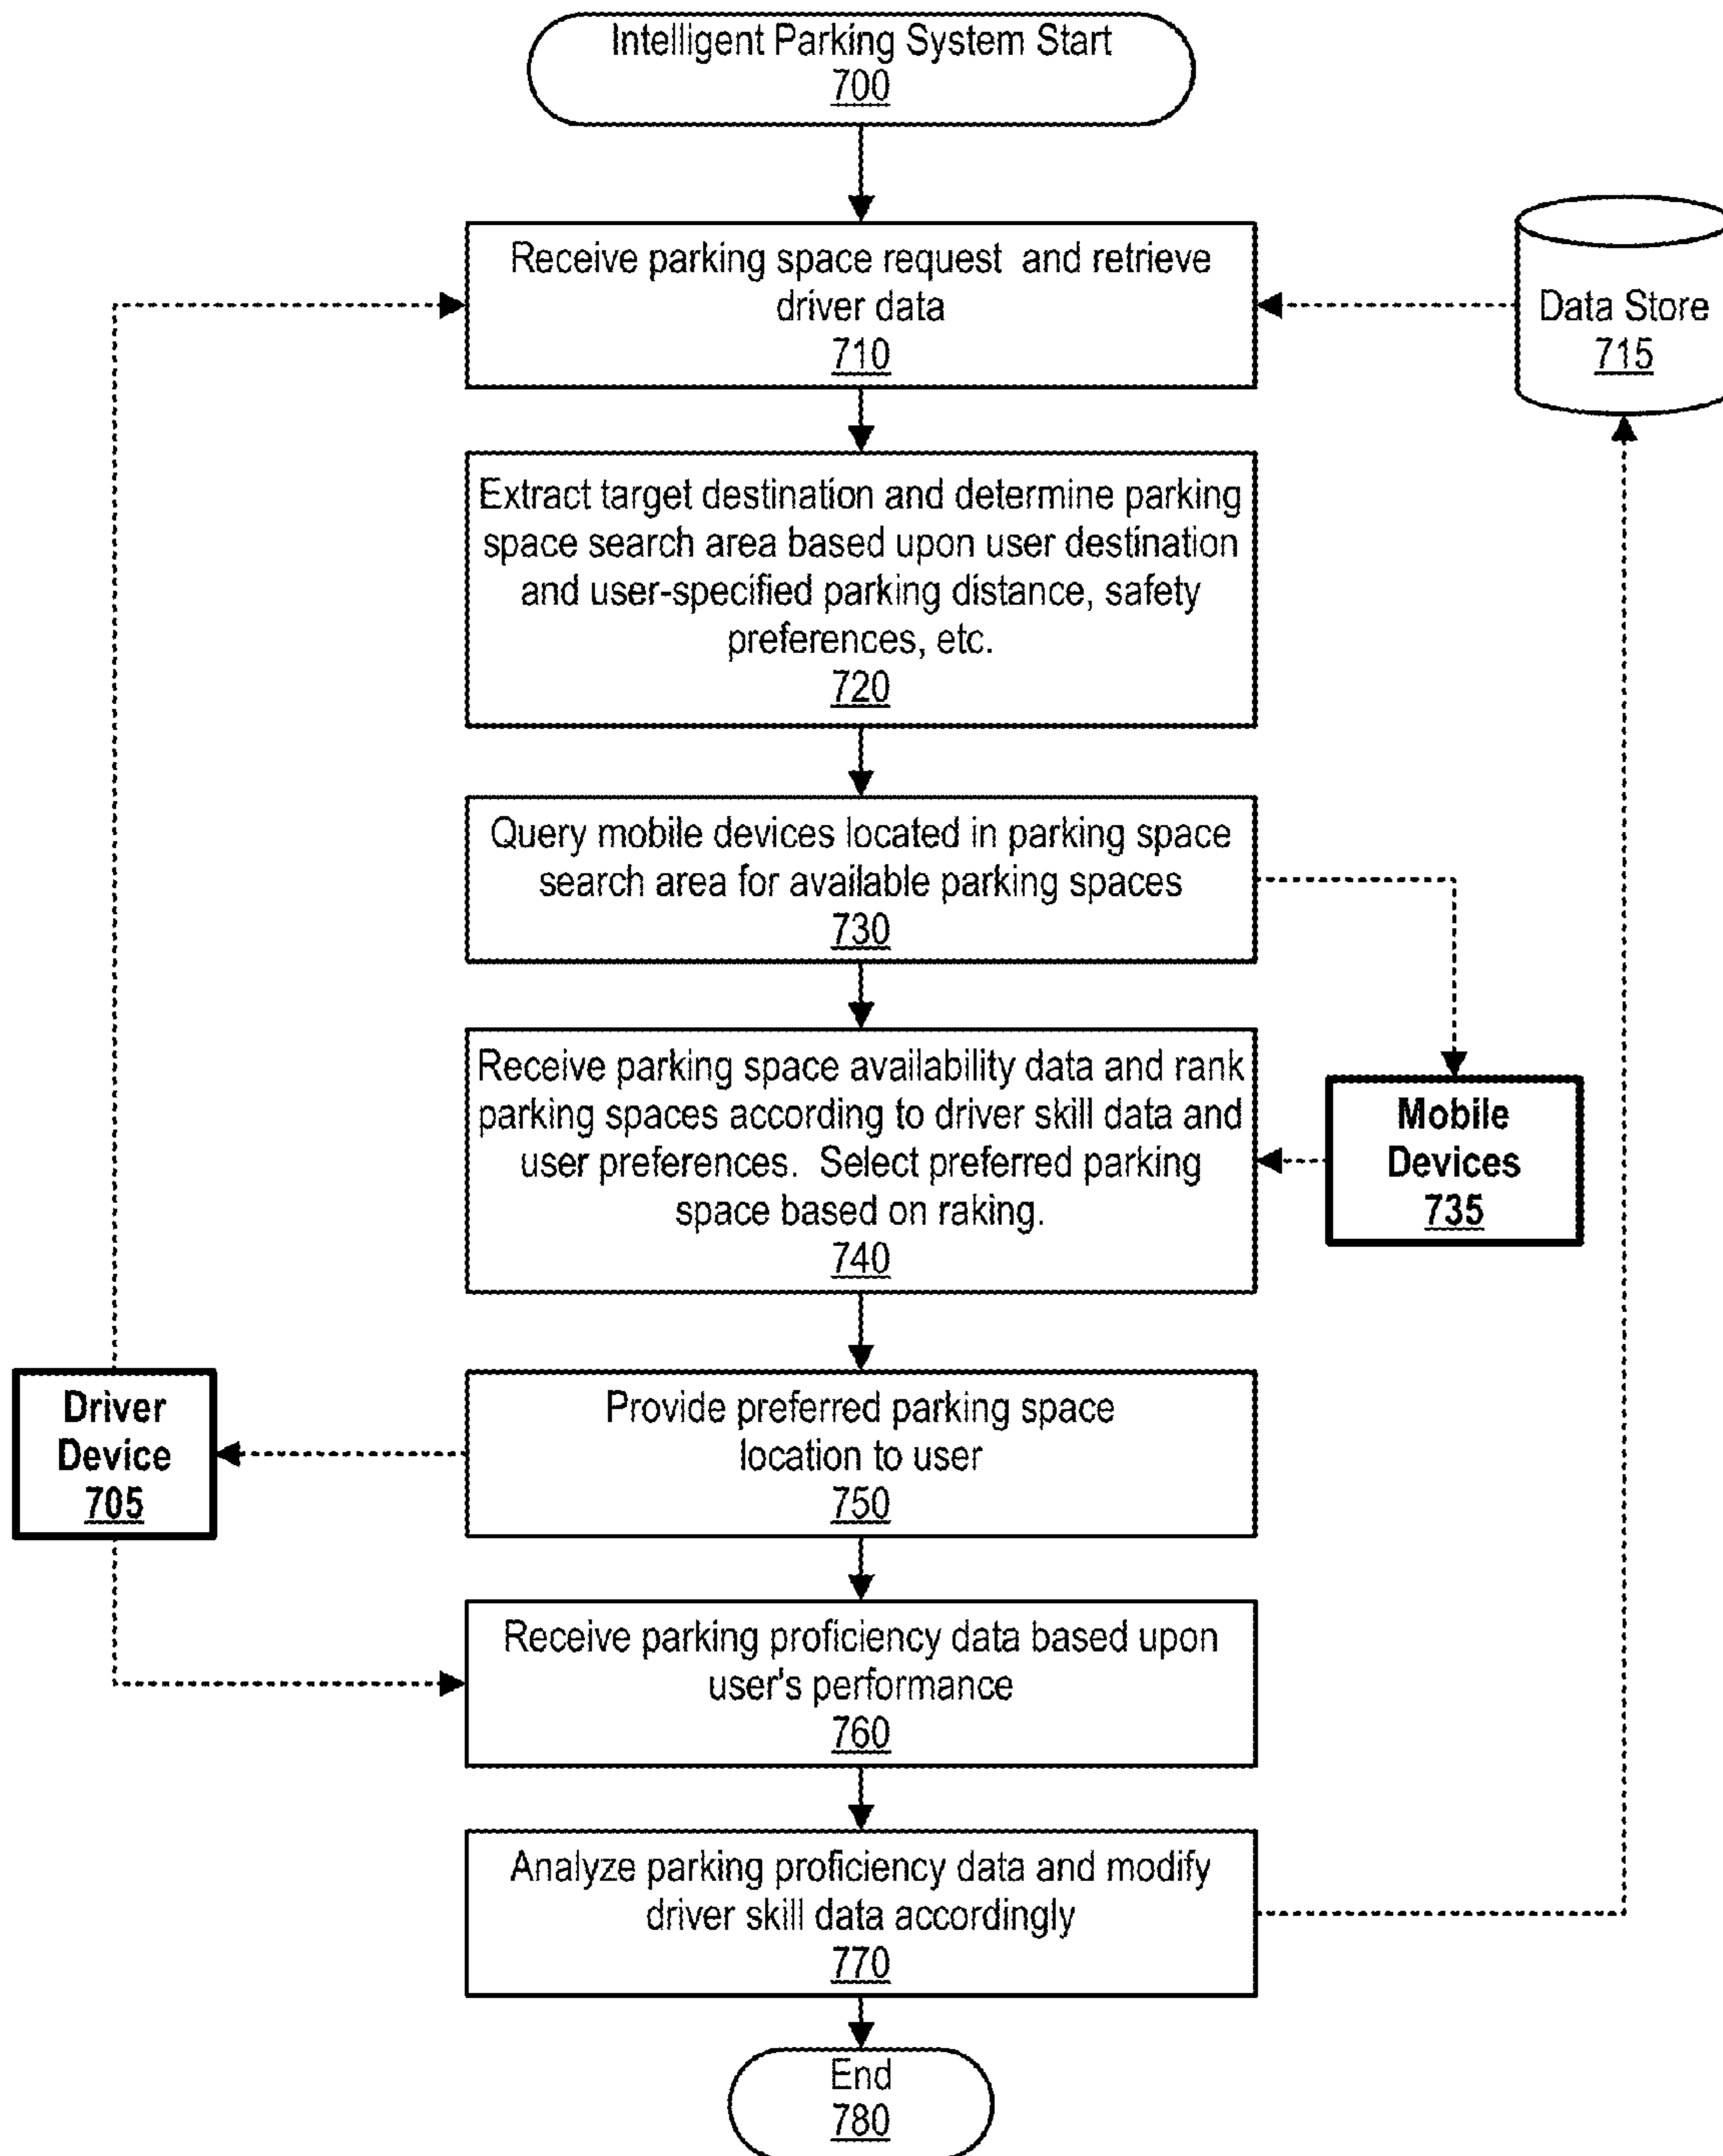 Intelligent Parking System Start
700
Receive parking space request and retrieve
driver data
710
Data Store
715
Extract target destination and determine parking
space search area based upon user destination
and user-specified parking distance, safety
preferences, etc.
720
Query mobile devices located in parking space
search area for available parking spaces
730
Receive parking space availability data and rank
parking spaces according to driver skill data and
user preferences. Select preferred parking
space based on raking.
740
Mobile
Devices
735
Driver
Device
705
Provide preferred parking space
location to user
750
Receive parking proficiency data based upon
user's performance
760
Analyze parking proficiency data and modify
driver skill data accordingly
770
End
780